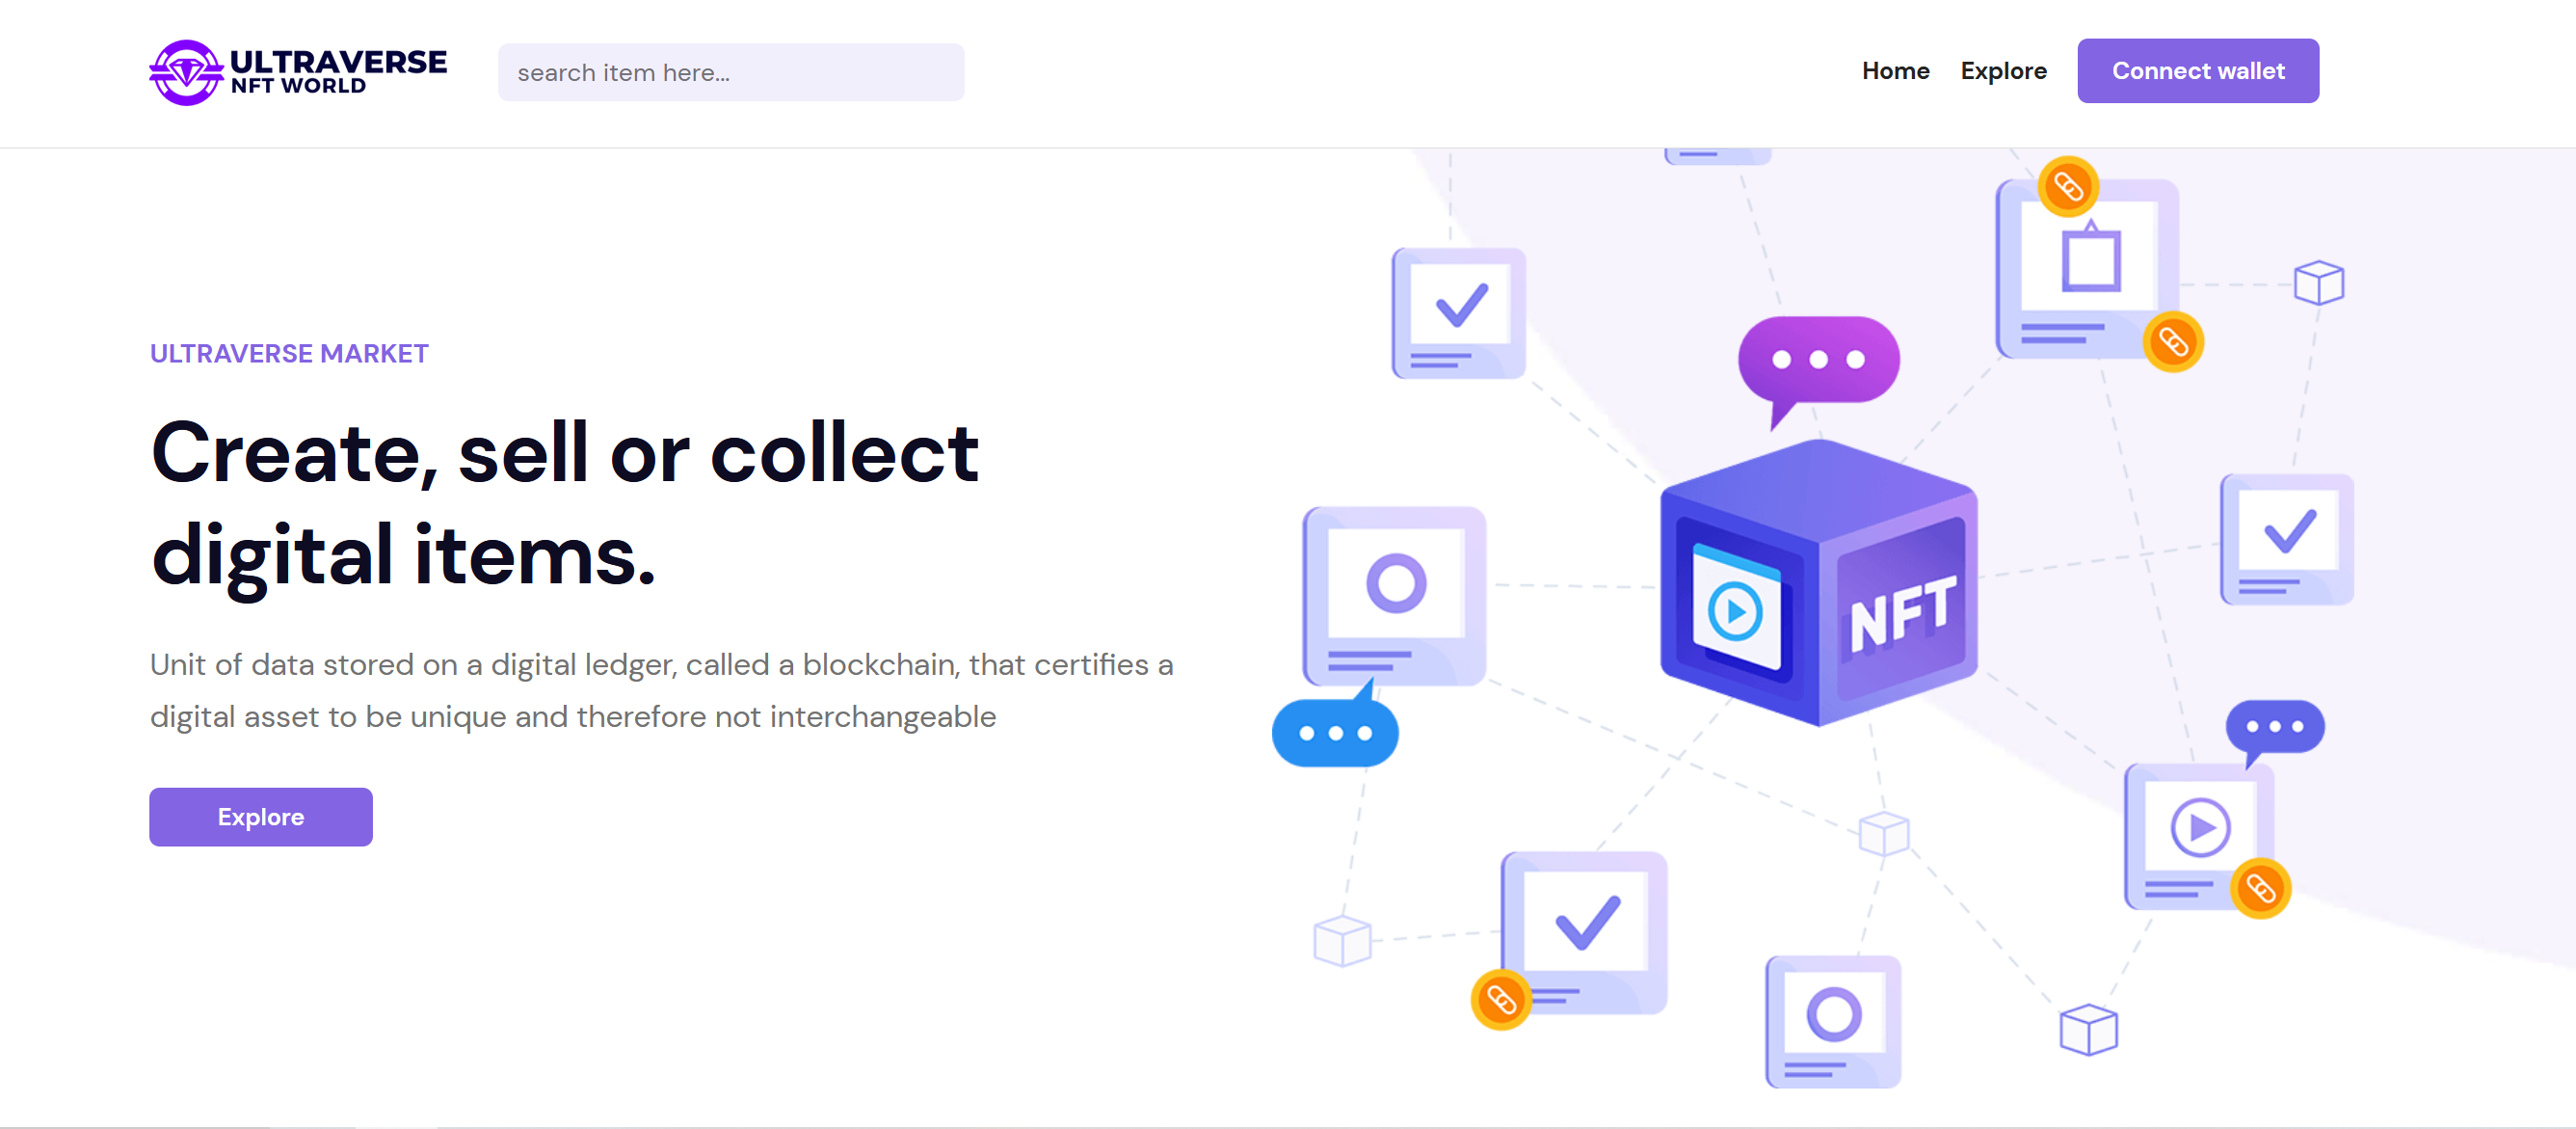 ULTRAVERSE
NFT WORLD
search item here...
Home
Explore
Connect wallet
ULTRAVERSE MARKET
Create, sell or collect
digital items.
Unit of data stored on a digital ledger, called a blockchain, that certifies a
digital asset to be unique and therefore not interchangeable
Explore
NFT